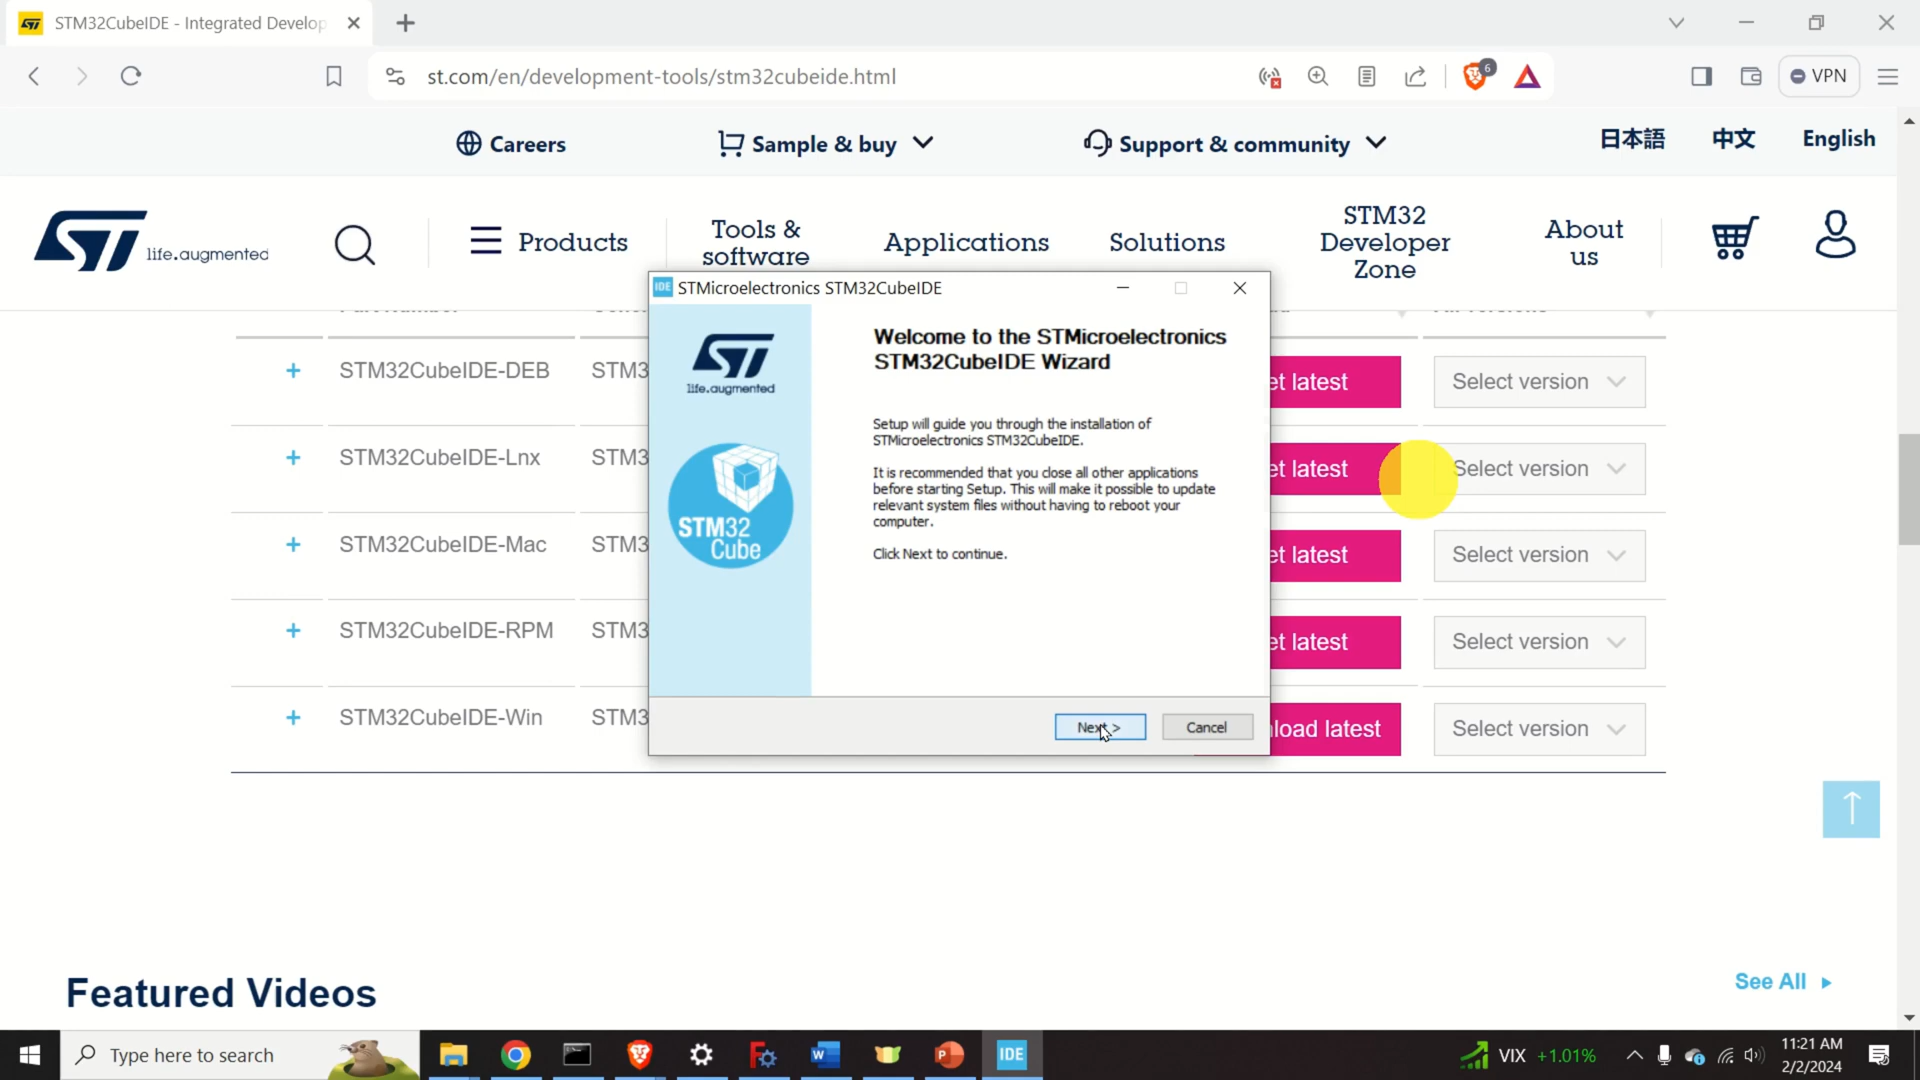 STM32CubeIDE - Integrated Develop
st.com/en/development-tools/stm32cubeide.html
6
VPN
Careers
Sample & buy
Support & community
日本語
中文
English
ST
life.augmented
Products
Tools &
software
Applications
Solutions
STM32
Developer
Zone
About
us
IDE
STMicroelectronics STM32CubeIDE
ST
life.augmented
STM32
Cube
Welcome to the STMicroelectronics
STM32CubeIDE Wizard
Setup will guide you through the installation of
STMicroelectronics STM32CubeIDE.
It is recommended that you close all other applications
before starting Setup. This will make it possible to update
relevant system files without having to reboot your
computer.
Click Next to continue.
Next >
Cancel
STM32CubeIDE-DEB
STM3
et latest
Select version
STM32CubeIDE-Lnx
STM3
et latest
Select version
STM32CubeIDE-Mac
STM3
et latest
Select version
STM32CubeIDE-RPM
STM3
et latest
Select version
STM32CubeIDE-Win
STM3
load latest
Select version
Featured Videos
See All
Type here to search
IDE
VIX +1.01%
11:21 AM
2/2/2024